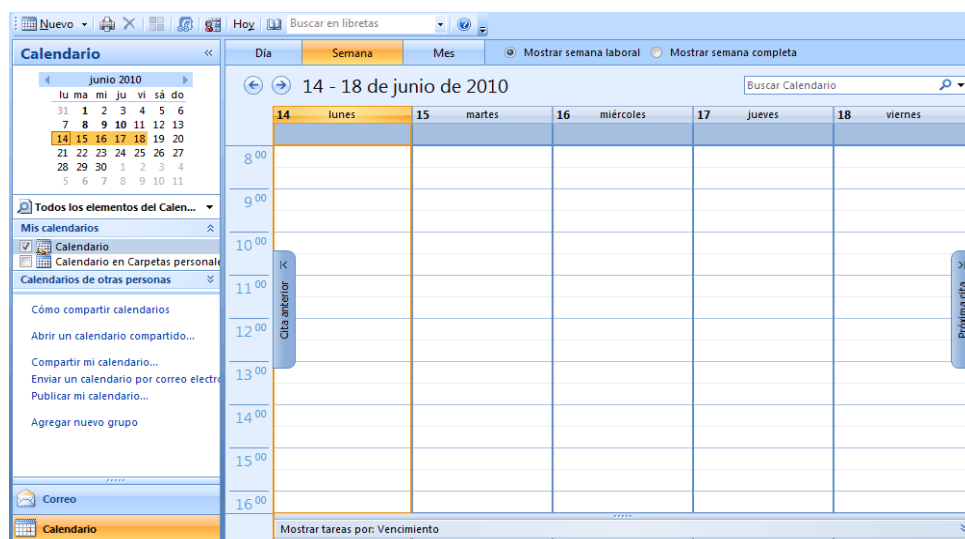 Nuevo Hoy Buscar en libretas
Calendario «
Día Semana Mes Mostrar semana laboral Mostrar semana completa
junio 2010
lu ma mi ju vi sá do
31 1 2 3 4 5 6
7 8 9 10 11 12 13
14 15 16 17 18 19 20
21 22 23 24 25 26 27
28 29 30 1 2 3 4
5 6 7 8 9 10 11
Todos los elementos del Calen...
Mis calendarios
Calendario
Calendario en Carpetas personale
Calendarios de otras personas
Cómo compartir calendarios
Abrir un calendario compartido...
Compartir mi calendario...
Enviar un calendario por correo electró
Publicar mi calendario...
Agregar nuevo grupo
Correo
Calendario
14 - 18 de junio de 2010
Buscar Calendario
14 lunes 15 martes 16 miércoles 17 jueves 18 viernes
8 00
9 00
10 00
11 00
12 00
13 00
14 00
15 00
16 00
Cita anterior
Próxima cita
Mostrar tareas por: Vencimiento